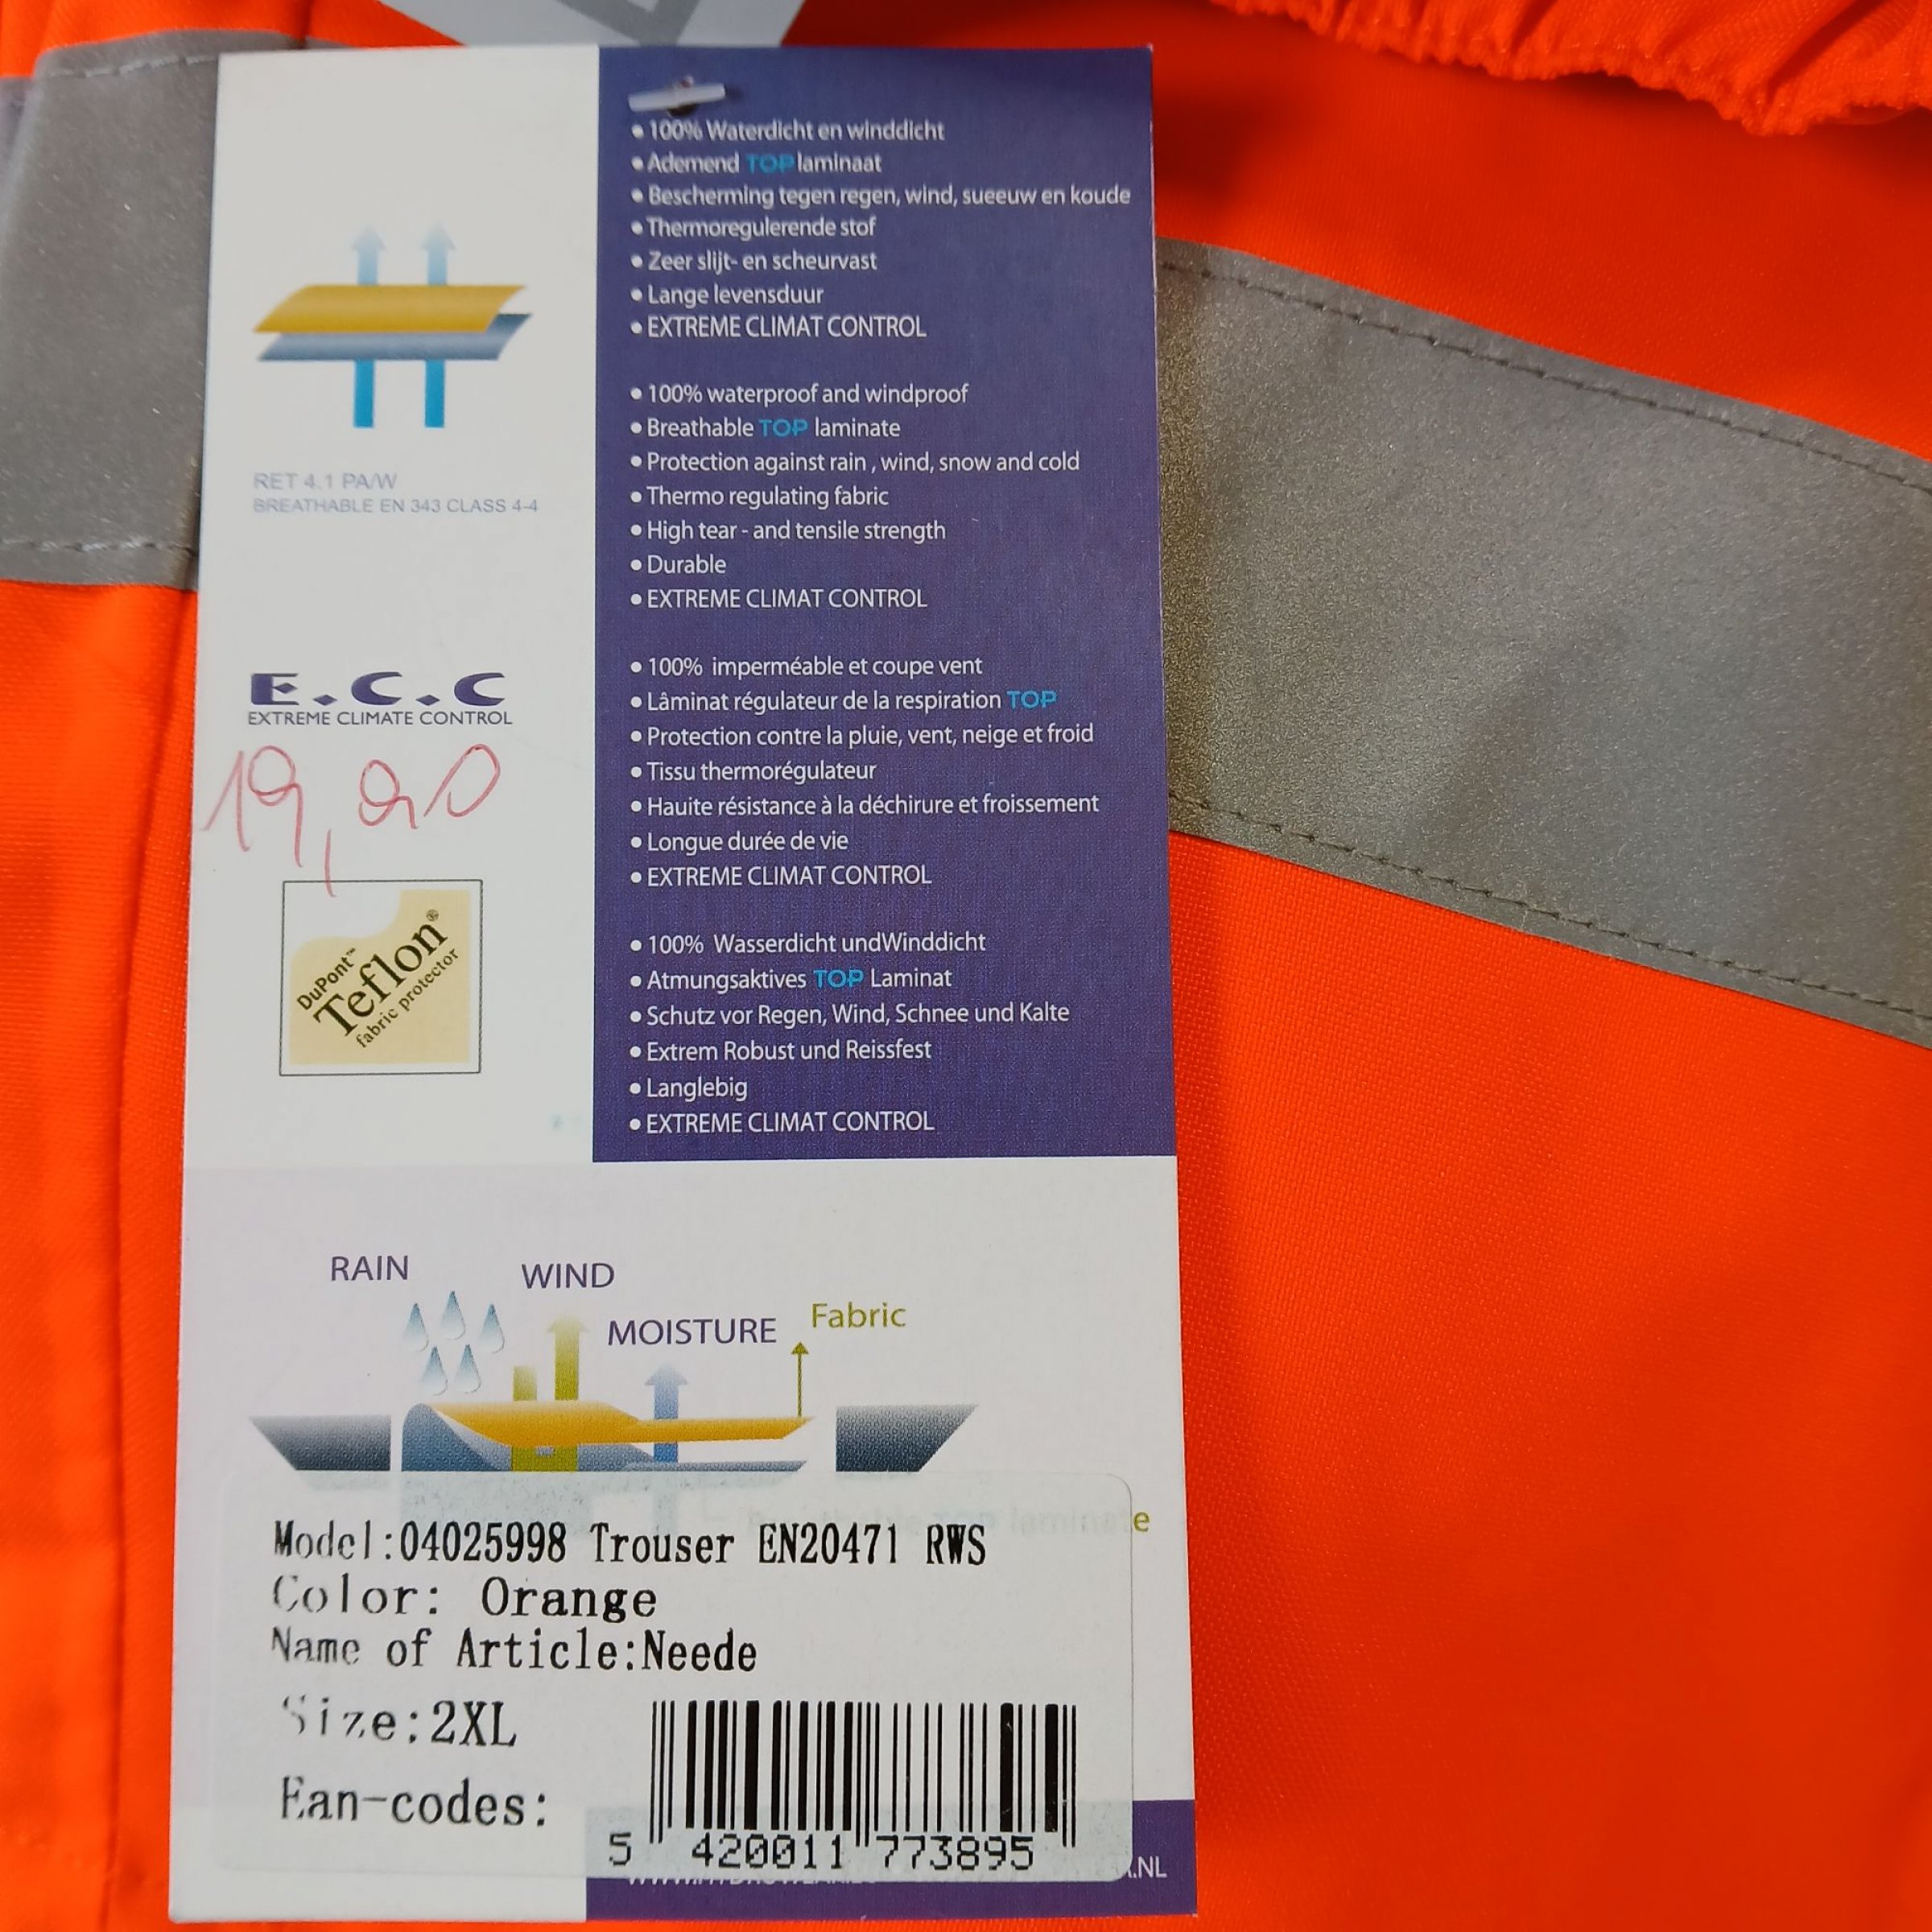 RET 4.1 PA/W
BREATHABLE EN 343 CLASS 4-4
E.C.C
EXTREME CLIMATE CONTROL
DuPont™
Teflon®
fabric protector
• 100% Waterdicht en winddicht
• Ademend TOP laminaat
• Bescherming tegen regen, wind, sueeuw en koude
• Thermoregulerende stof
• Zeer slijt- en scheurvast
• Lange levensduur
• EXTREME CLIMAT CONTROL
• 100% waterproof and windproof
• Breathable TOP laminate
• Protection against rain , wind, snow and cold
• Thermo regulating fabric
• High tear - and tensile strength
• Durable
• EXTREME CLIMAT CONTROL
• 100% imperméable et coupe vent
• Lâminat régulateur de la respiration TOP
• Protection contre la pluie, vent, neige et froid
• Tissu thermorégulateur
• Hauite résistance à la déchirure et froissement
• Longue durée de vie
• EXTREME CLIMAT CONTROL
• 100% Wasserdicht undWinddicht
• Atmungsaktives TOP Laminat
• Schutz vor Regen, Wind, Schnee und Kalte
• Extrem Robust und Reissfest
• Langlebig
• EXTREME CLIMAT CONTROL
RAIN
WIND
MOISTURE
Fabric
TOP laminate
Model:04025998 Trouser EN20471 RWS
Color: Orange
Name of Article:Neede
Size:2XL
Ean-codes:
5 420011 773895
.NL